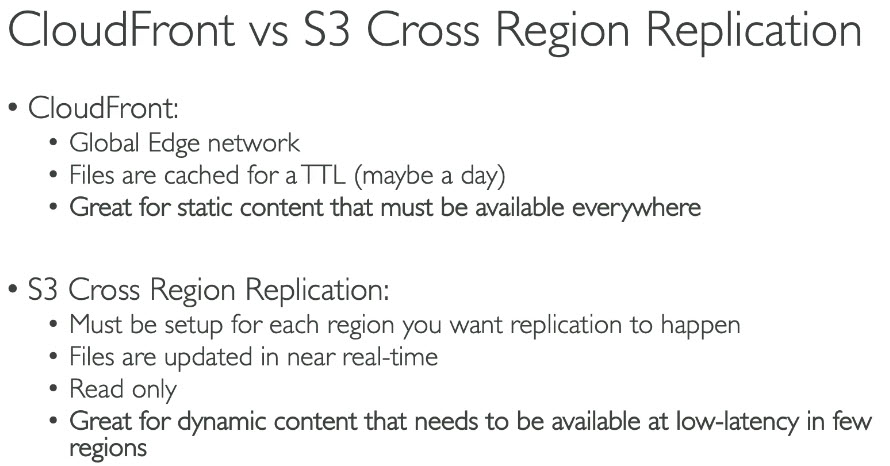 CloudFront vs S3 Cross Region Replication
• CloudFront:
• Global Edge network
• Files are cached for a TTL (maybe a day)
• Great for static content that must be available everywhere
• S3 Cross Region Replication:
• Must be setup for each region you want replication to happen
• Files are updated in near real-time
• Read only
• Great for dynamic content that needs to be available at low-latency in few
regions